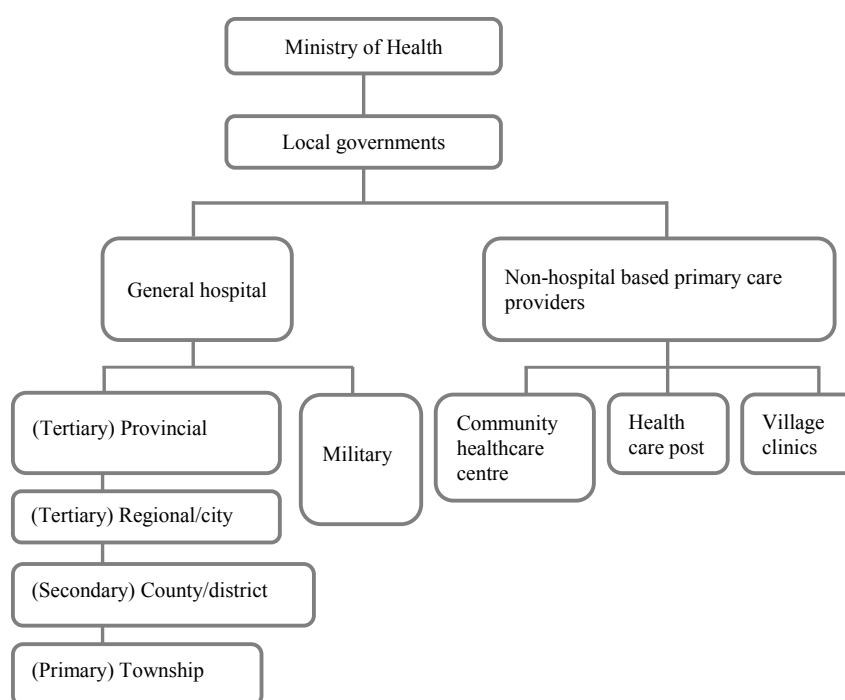 Ministry of Health
Local governments
General hospital
Non-hospital based primary care
providers
(Tertiary) Provincial
Military
Community
healthcare
centre
Health
care post
Village
clinics
(Tertiary) Regional/city
(Secondary) County/district
(Primary) Township